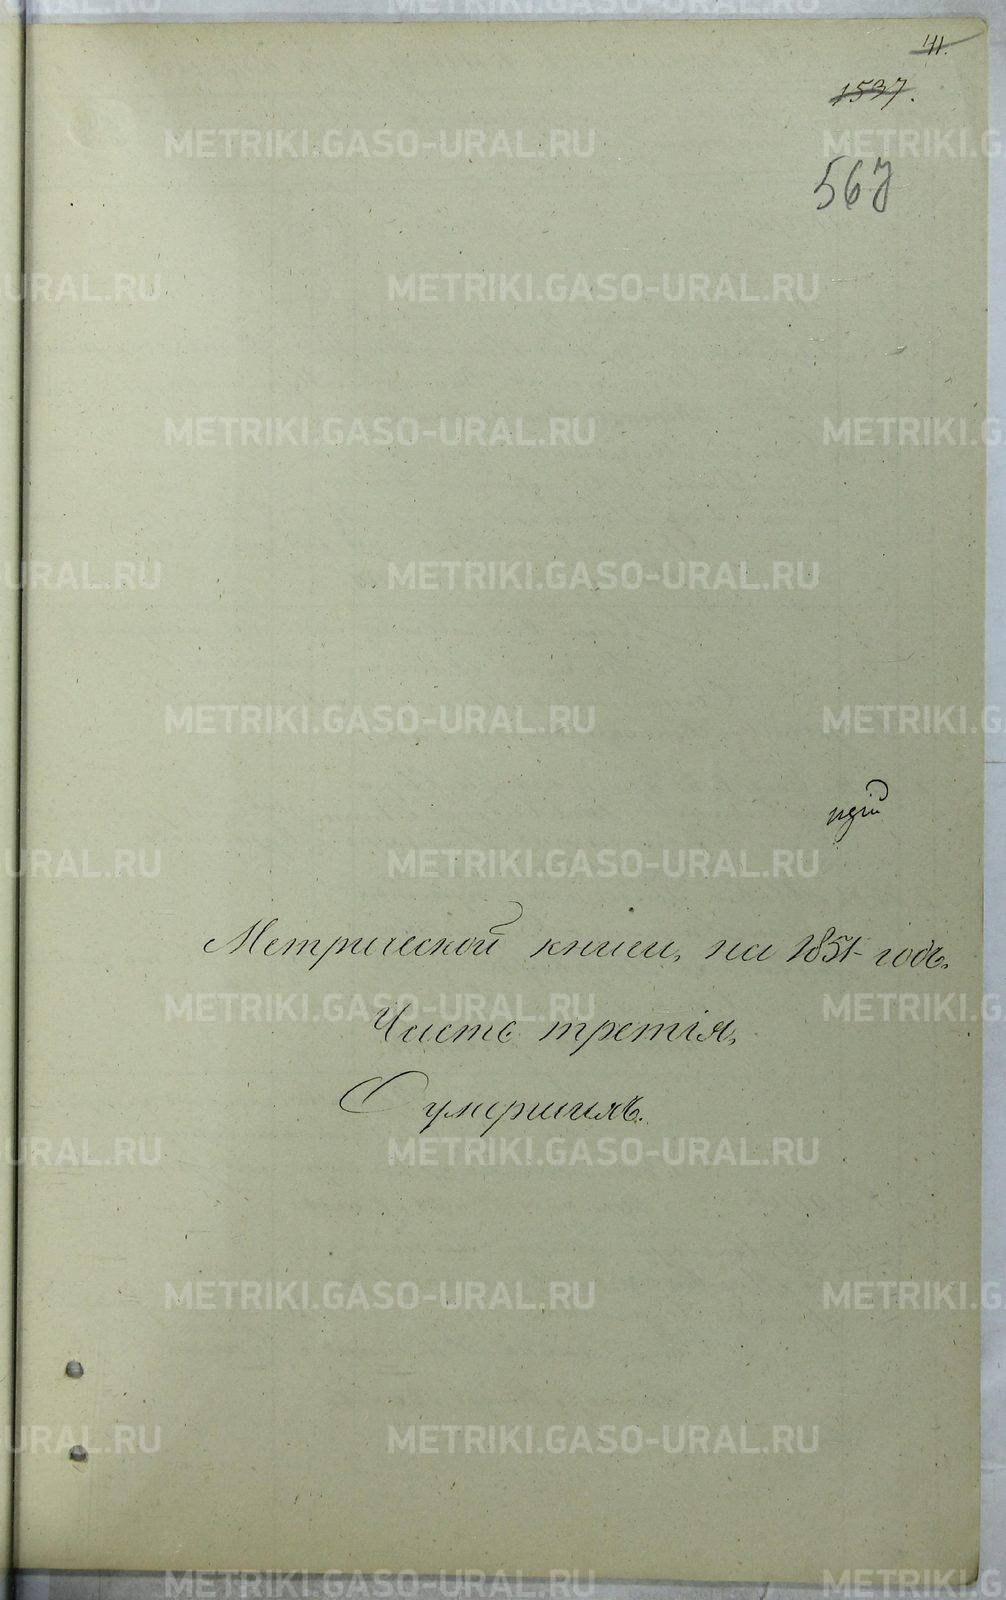 41.
1537.
567
Метрической книги, на 1851 годъ.
Часть третія,
О умершихъ.
METRIKI.GASO-URAL.RU